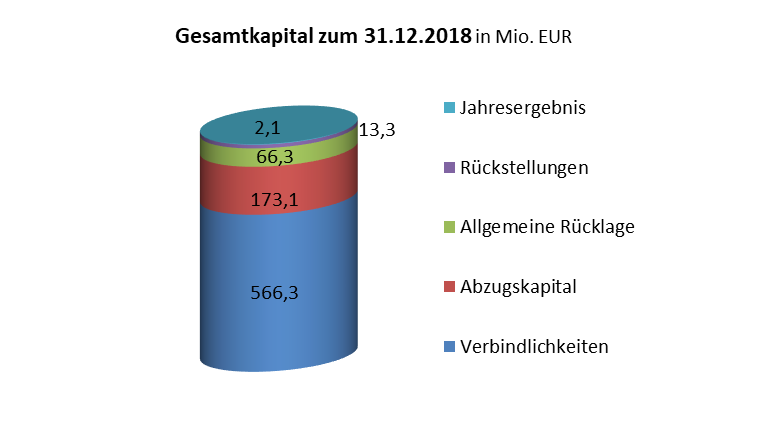 Gesamtkapital zum 31.12.2018 in Mio. EUR
2,1
13,3
66,3
173,1
566,3
Jahresergebnis
Rückstellungen
Allgemeine Rücklage
Abzugskapital
Verbindlichkeiten